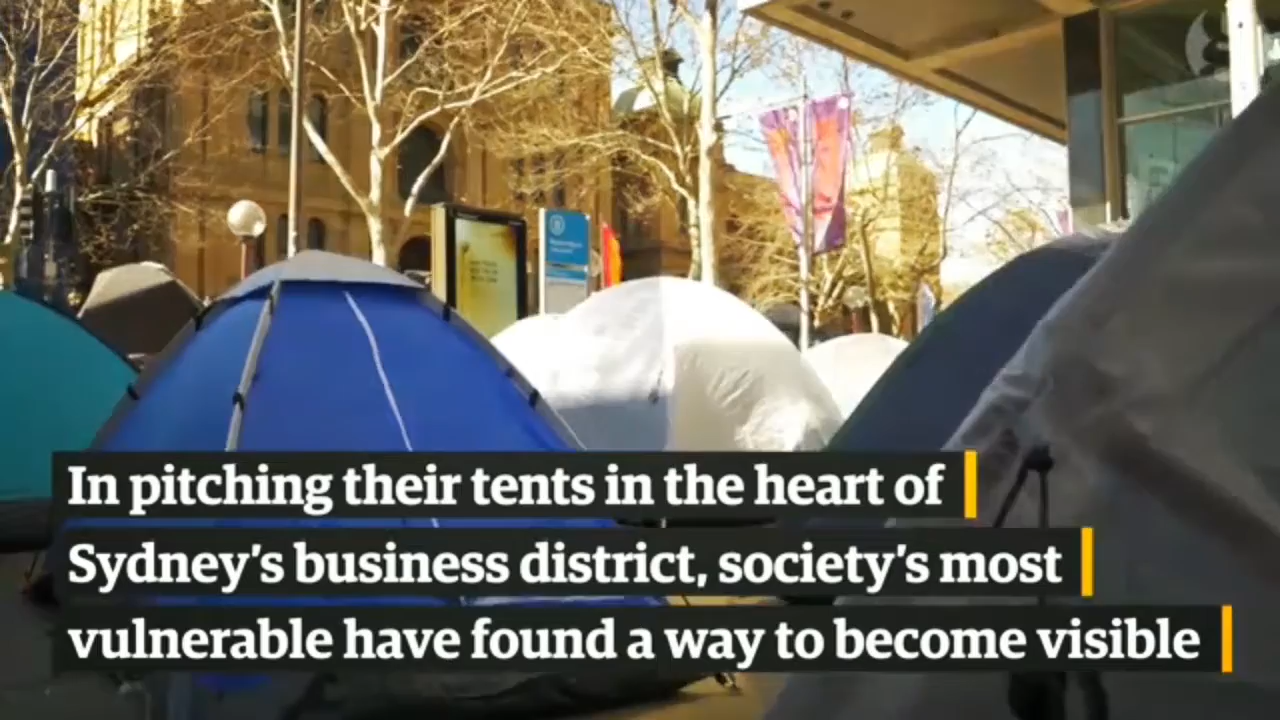 In pitching their tents in the heart of
Sydney's business district, society's most
vulnerable have found a way to become visible